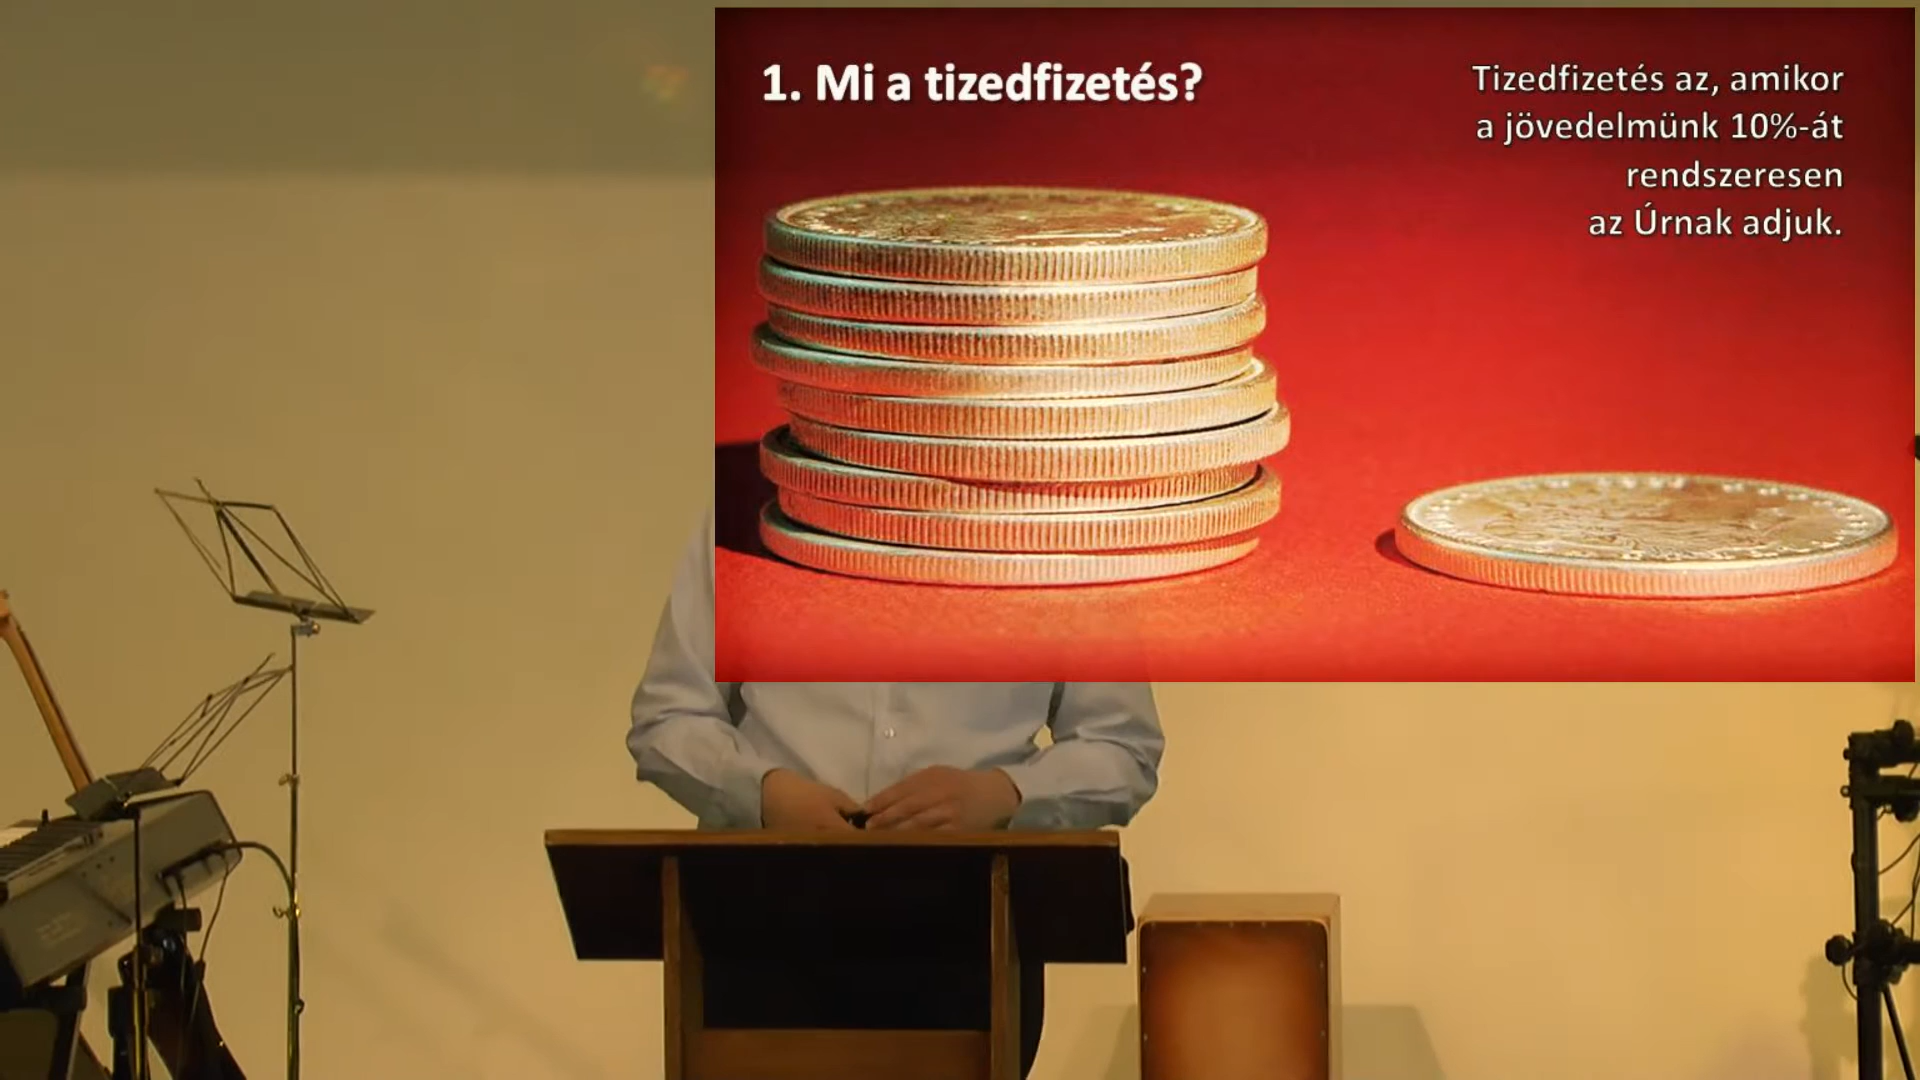 1. Mi a tizedfizetés?
Tizedfizetés az, amikor
a jövedelmünk 10%-át
rendszeresen
az Úrnak adjuk.